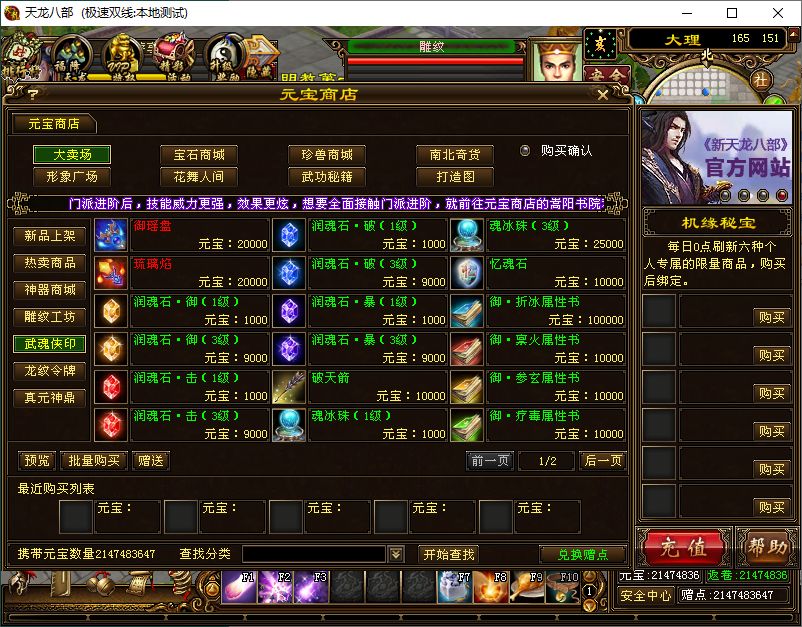 天龙八部 (极速双线:本地测试)
雕纹
大理 165 151
亥
北
安全
社
元宝商店
元宝商店
大卖场 宝石商城 珍兽商城 南北奇货 购买确认
形象广场 花舞人间 武功秘籍 打造图
门派进阶后，技能威力更强，效果更炫，想要全面接触门派进阶，就前往元宝商店的嵩阳书院
新品上架
热卖商品
神器商城
雕纹工坊
武魂侠印
龙纹令牌
真元神鼎
御瑶盘 元宝：20000
润魂石·破（1级） 元宝：1000
魂冰珠（3级） 元宝：25000
琉璃焰 元宝：20000
润魂石·破（3级） 元宝：9000
忆魂石 元宝：10000
润魂石·御（1级） 元宝：1000
润魂石·暴（1级） 元宝：1000
御·折冰属性书 元宝：100000
润魂石·御（3级） 元宝：9000
润魂石·暴（3级） 元宝：9000
御·禀火属性书 元宝：10000
润魂石·击（1级） 元宝：1000
破天箭 元宝：10000
御·参玄属性书 元宝：10000
润魂石·击（3级） 元宝：9000
魂冰珠（1级） 元宝：1000
御·疗毒属性书 元宝：10000
预览 批量购买 赠送 前一页 1/2 后一页
最近购买列表
元宝： 元宝： 元宝： 元宝： 元宝：
携带元宝数量2147483647 查找分类 开始查找 兑换赠点
《新天龙八部》
官方网站
机缘秘宝
每日0点刷新六种个
人专属的限量商品，购买
后绑定。
购买
购买
购买
购买
购买
购买
充值 帮助
F1 F2 F3 F7 F8 F9 F10 1
元宝:21474836 返卷:21474836
安全中心 赠点:2147483647